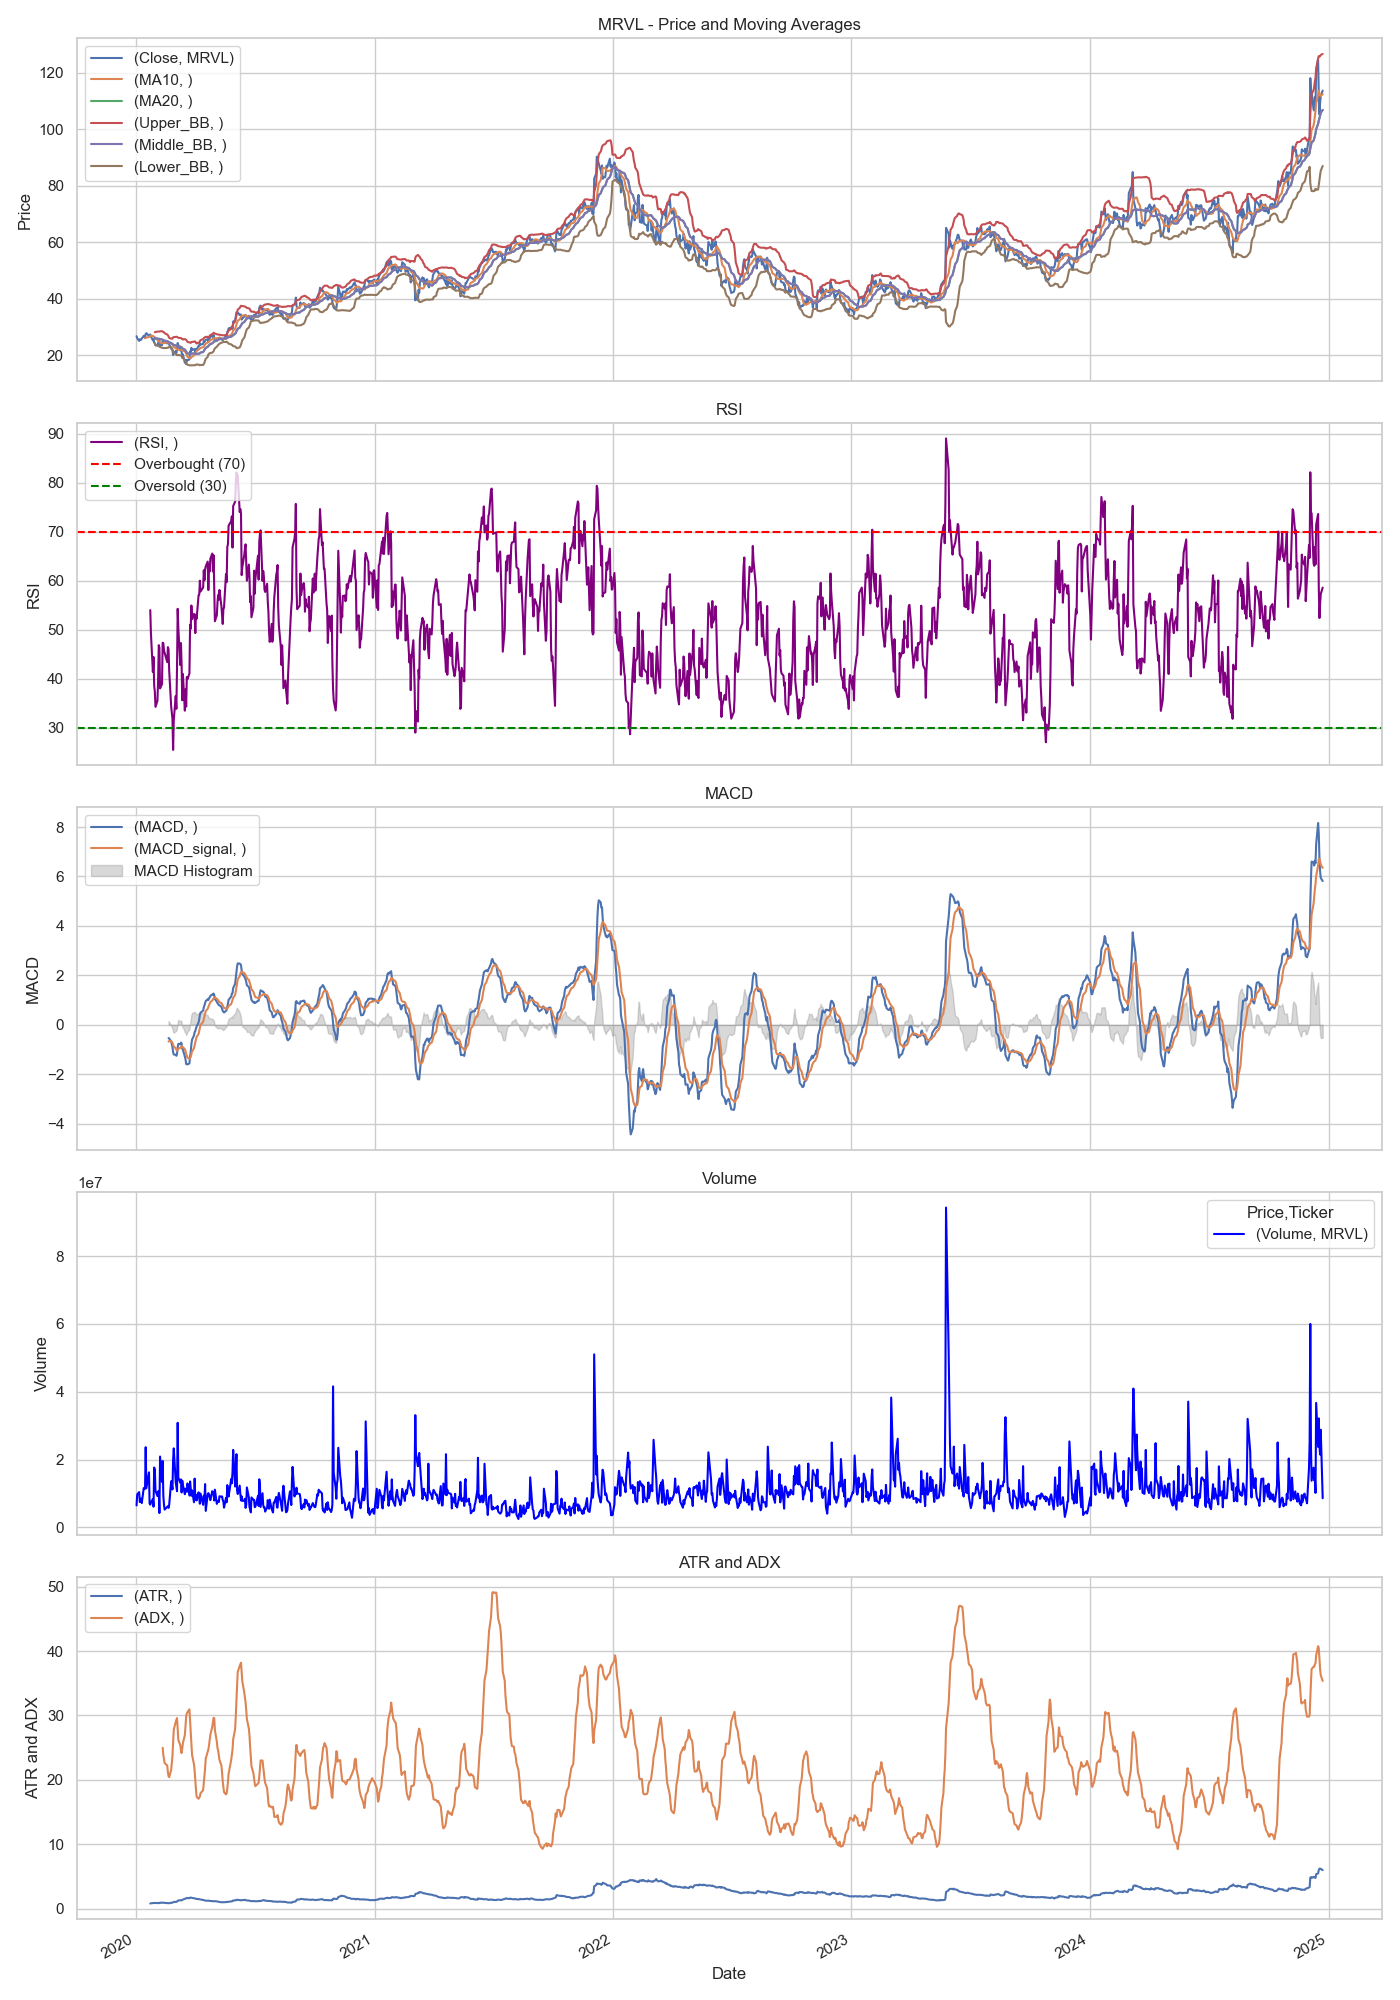 MRVL - Price and Moving Averages
(Close, MRVL)
(MA10, )
(MA20, )
(Upper_BB, )
(Middle_BB, )
(Lower_BB, )
Price
120
100
80
60
40
20
RSI
(RSI, )
Overbought (70)
Oversold (30)
RSI
90
80
70
60
50
40
30
MACD
(MACD, )
(MACD_signal, )
MACD Histogram
MACD
8
6
4
2
0
−2
−4
Volume
1e7
Price,Ticker
(Volume, MRVL)
Volume
8
6
4
2
0
ATR and ADX
(ATR, )
(ADX, )
ATR and ADX
50
40
30
20
10
0
2020
2021
2022
2023
2024
2025
Date